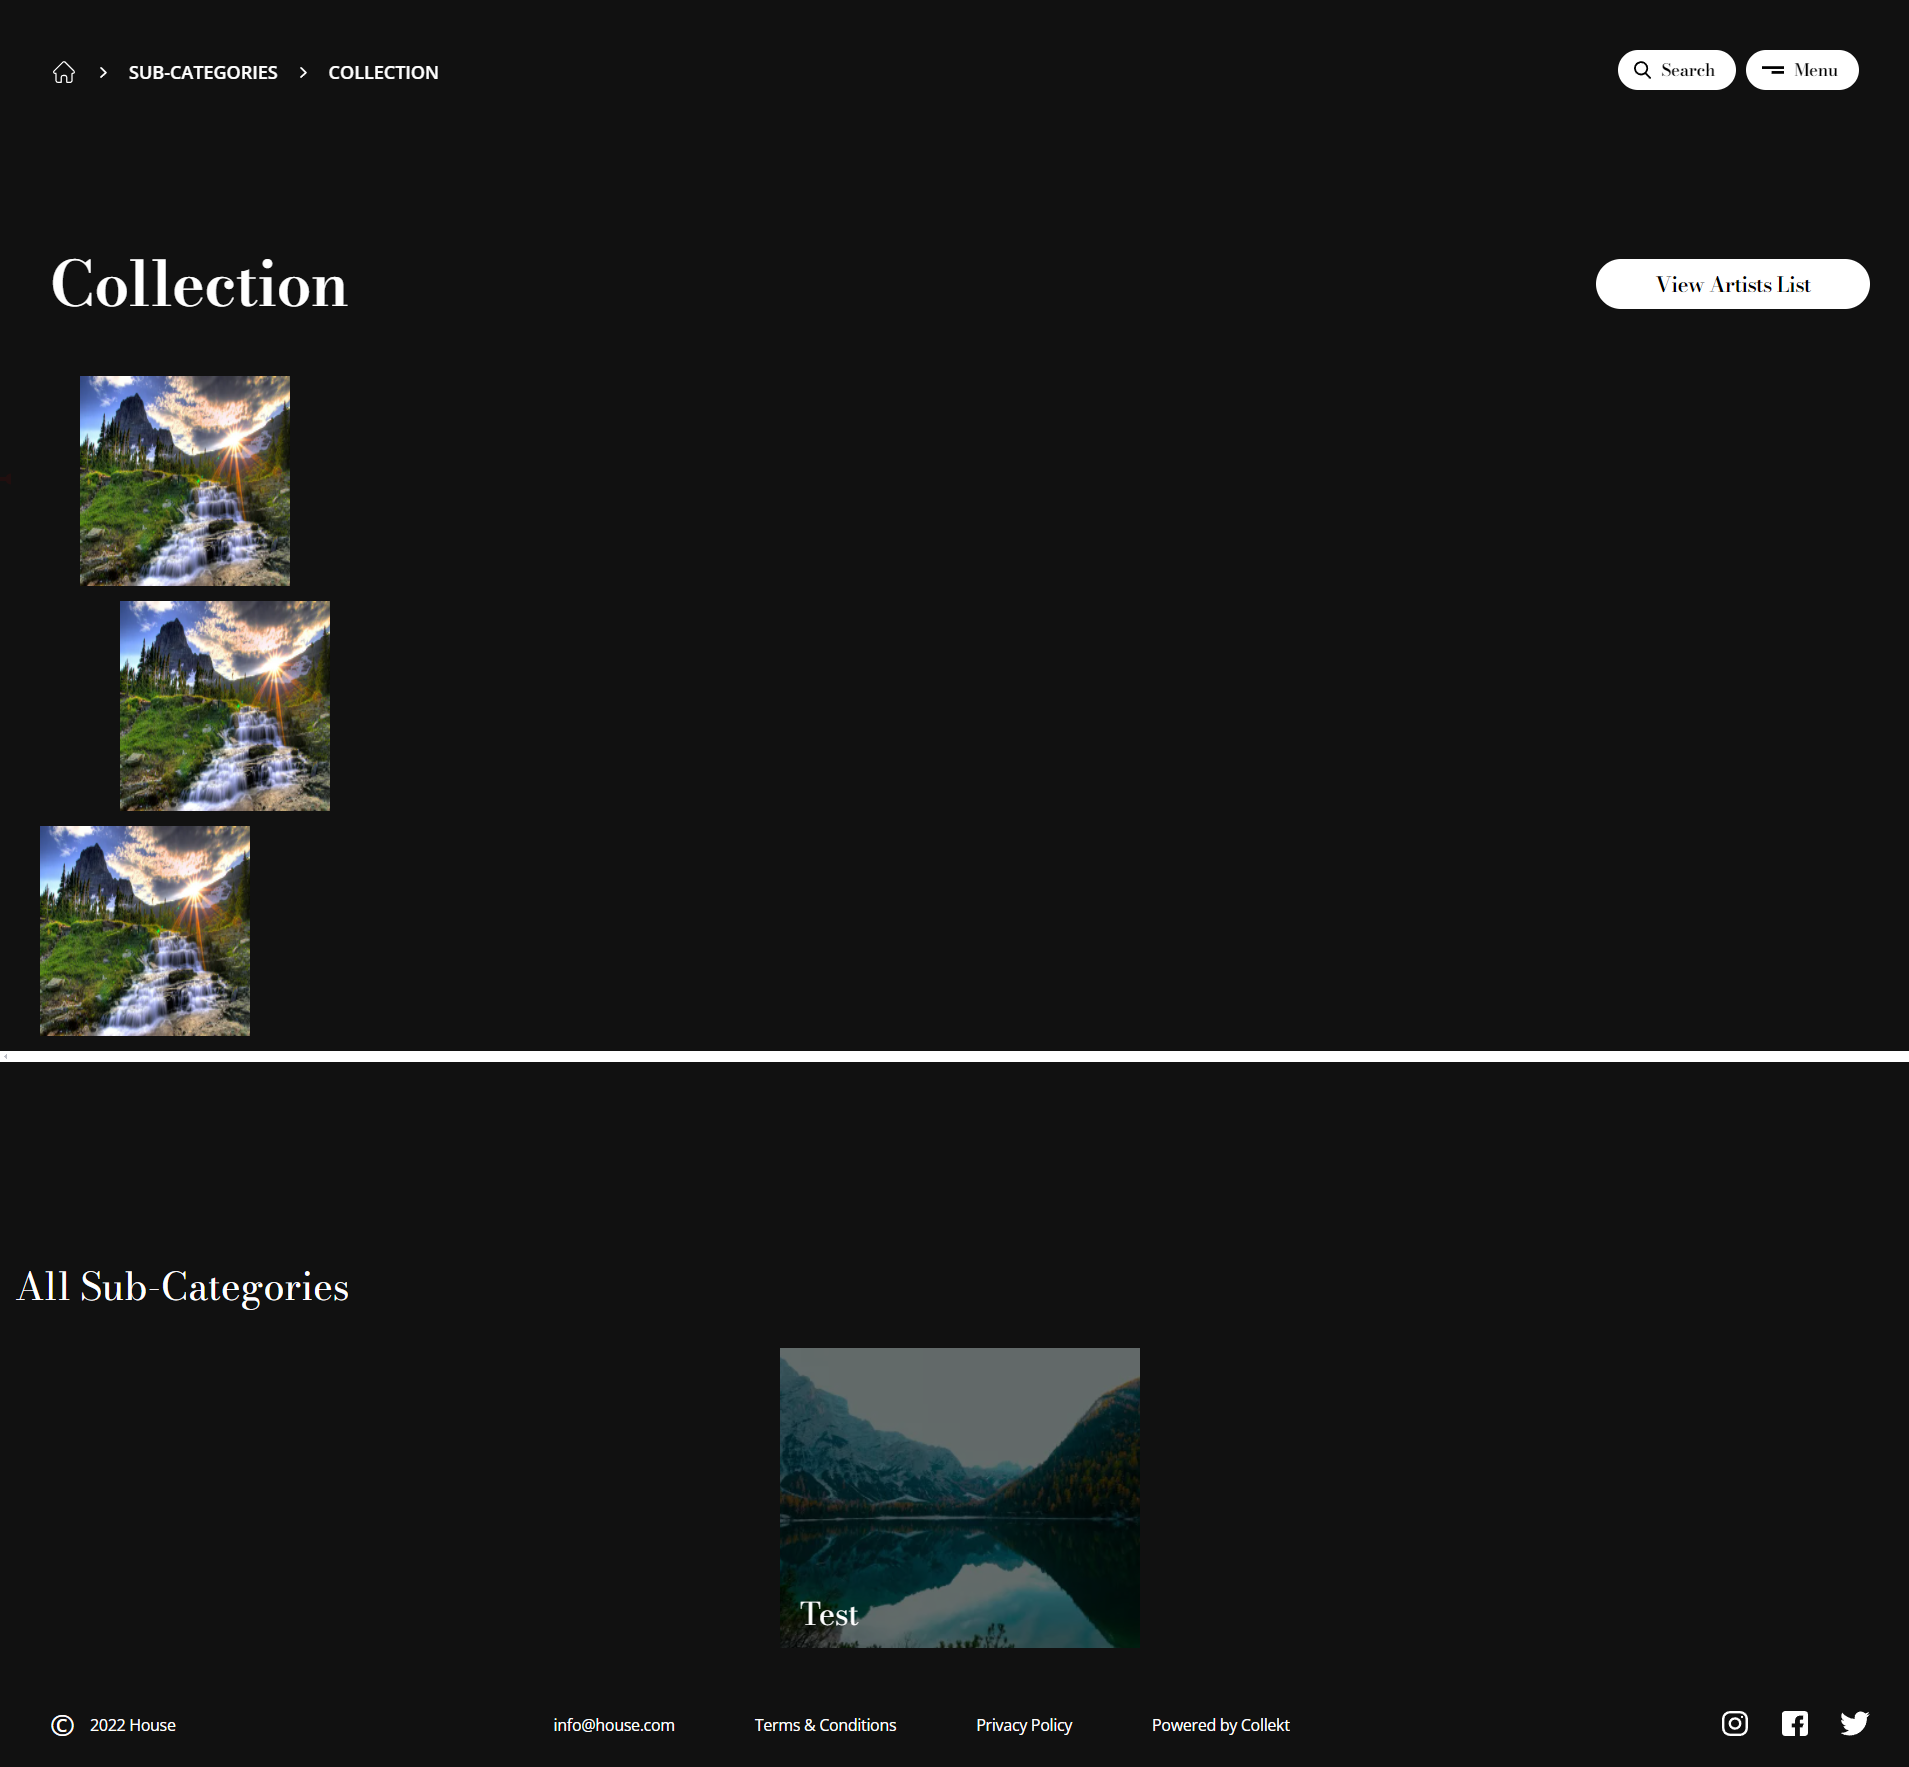 SUB-CATEGORIES COLLECTION
Search Menu
Collection
View Artists List
All Sub-Categories
Test
© 2022 House info@house.com Terms & Conditions Privacy Policy Powered by Collekt